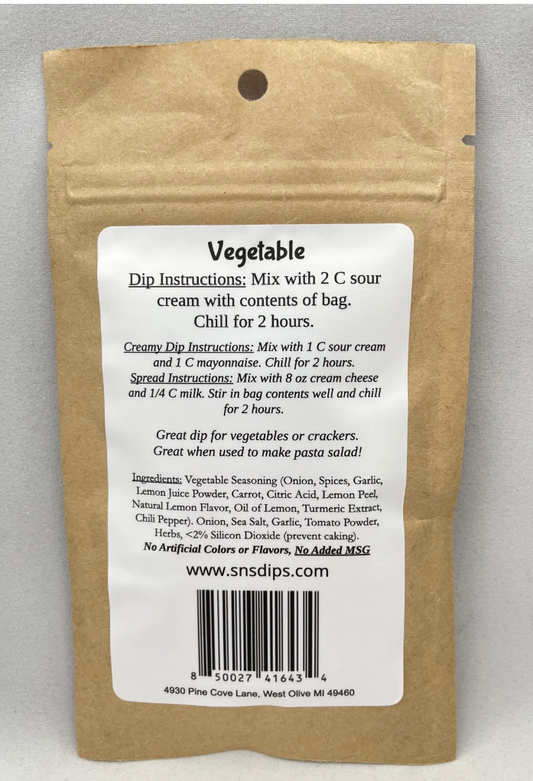 Vegetable
Dip Instructions: Mix with 2 C sour
cream with contents of bag.
Chill for 2 hours.
Creamy Dip Instructions: Mix with 1 C sour cream
and 1 C mayonnaise. Chill for 2 hours.
Spread Instructions: Mix with 8 oz cream cheese
and 1/4 C milk. Stir in bag contents well and chill
for 2 hours.
Great dip for vegetables or crackers.
Great when used to make pasta salad!
Ingredients: Vegetable Seasoning (Onion, Spices, Garlic,
Lemon Juice Powder, Carrot, Citric Acid, Lemon Peel,
Natural Lemon Flavor, Oil of Lemon, Turmeric Extract,
Chili Pepper). Onion, Sea Salt, Garlic, Tomato Powder,
Herbs, <2% Silicon Dioxide (prevent caking).
No Artificial Colors or Flavors, No Added MSG
www.snsdips.com
8 50027 41643 4
4930 Pine Cove Lane, West Olive MI 49460